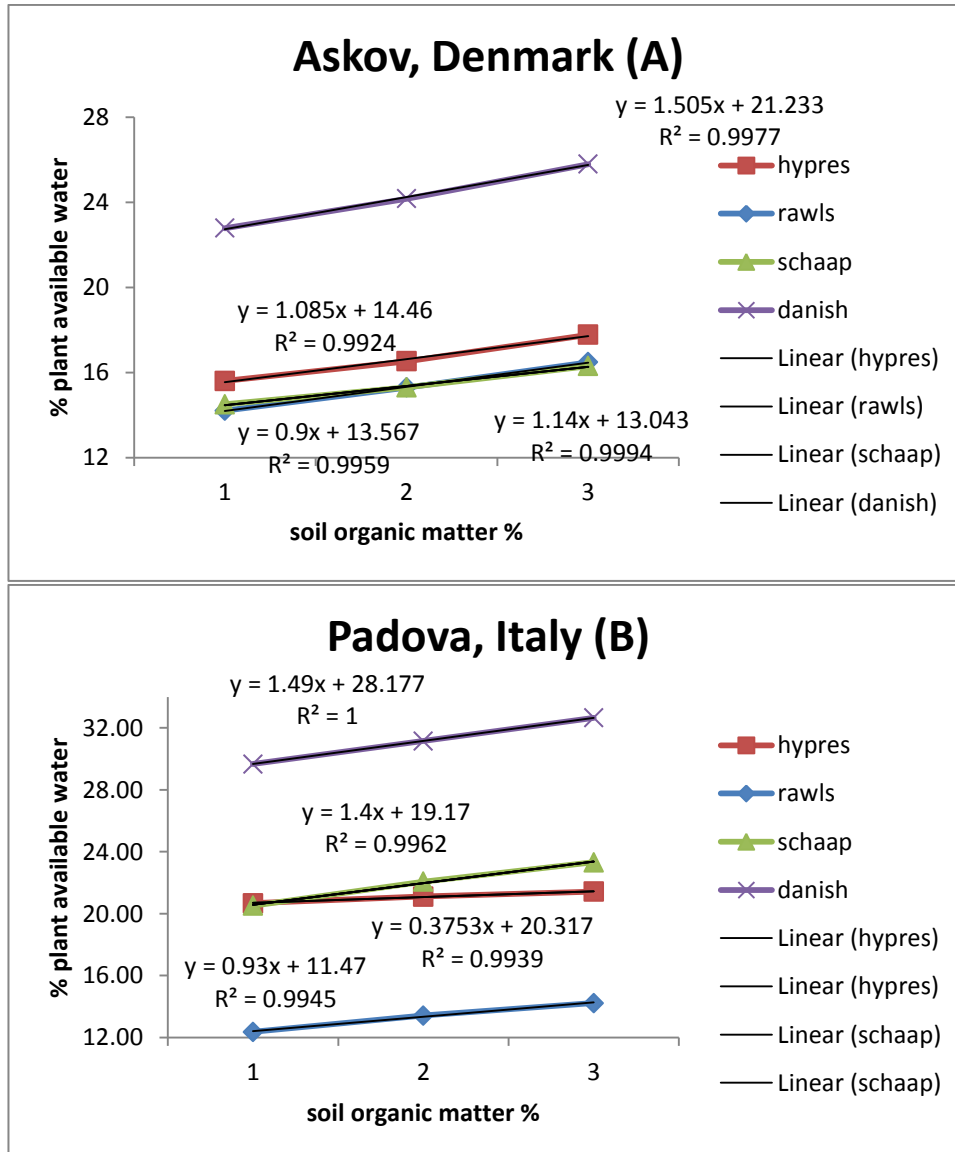 Askov, Denmark (A)
y = 1.505x + 21.233
R² = 0.9977
28
24
20
16
12
% plant available water
y = 1.085x + 14.46
R² = 0.9924
y = 0.9x + 13.567
R² = 0.9959
y = 1.14x + 13.043
R² = 0.9994
1 2 3
soil organic matter %
hypres
rawls
schaap
danish
Linear (hypres)
Linear (rawls)
Linear (schaap)
Linear (danish)
Padova, Italy (B)
y = 1.49x + 28.177
R² = 1
32.00
28.00
24.00
20.00
16.00
12.00
% plant available water
y = 1.4x + 19.17
R² = 0.9962
y = 0.3753x + 20.317
R² = 0.9939
y = 0.93x + 11.47
R² = 0.9945
1 2 3
soil organic matter %
hypres
rawls
schaap
danish
Linear (hypres)
Linear (hypres)
Linear (schaap)
Linear (schaap)